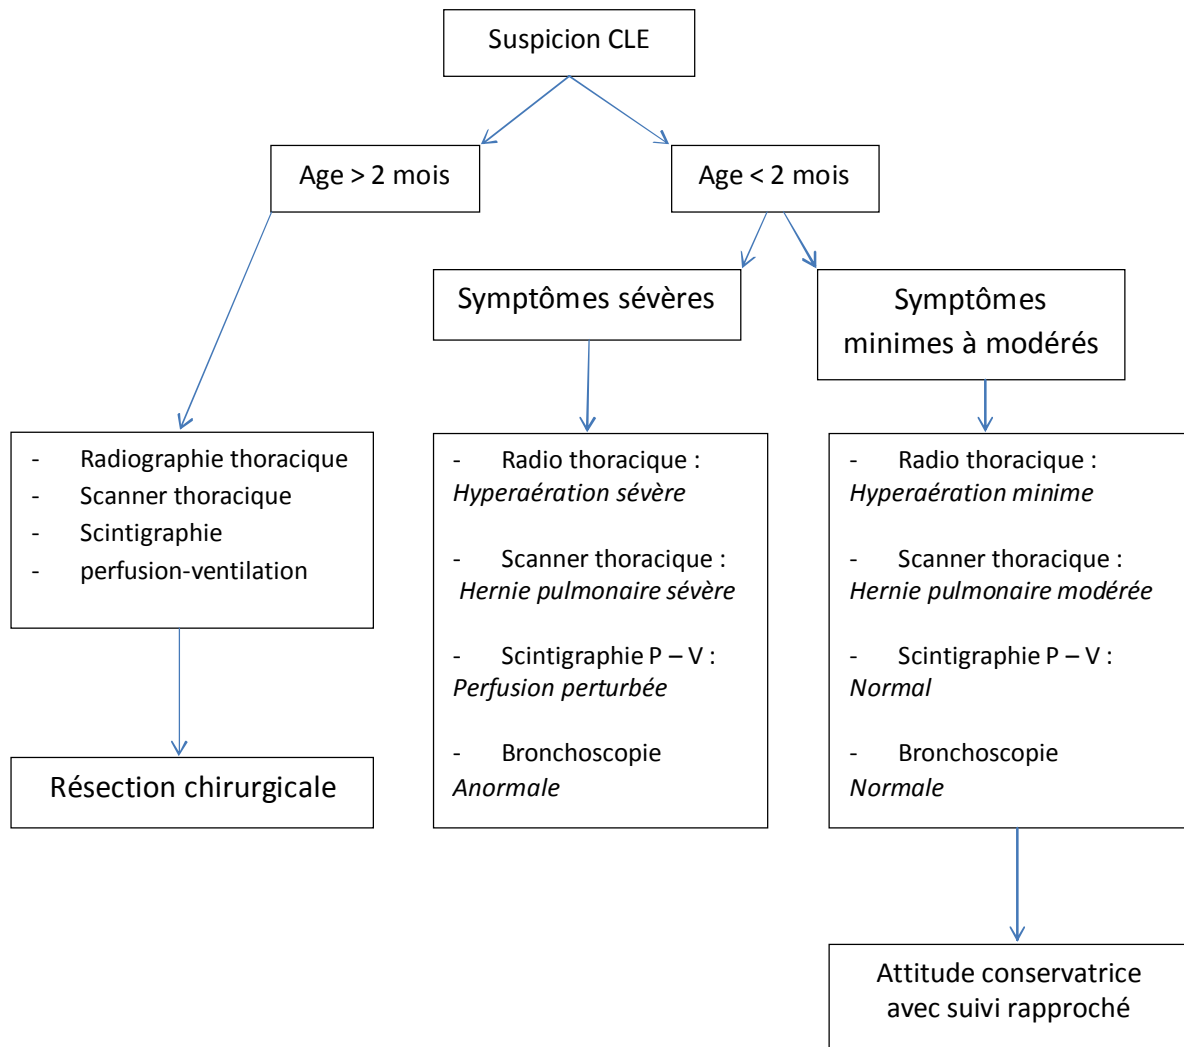 Suspicion CLE
Age > 2 mois
Age < 2 mois
Symptômes sévères
Symptômes
minimes à modérés
- Radiographie thoracique
- Scanner thoracique
- Scintigraphie
- perfusion-ventilation
- Radio thoracique :
Hyperaération sévère
- Scanner thoracique :
Hernie pulmonaire sévère
- Scintigraphie P – V :
Perfusion perturbée
- Bronchoscopie
Anormale
- Radio thoracique :
Hyperaération minime
- Scanner thoracique :
Hernie pulmonaire modérée
- Scintigraphie P – V :
Normal
- Bronchoscopie
Normale
Résection chirurgicale
Attitude conservatrice
avec suivi rapproché